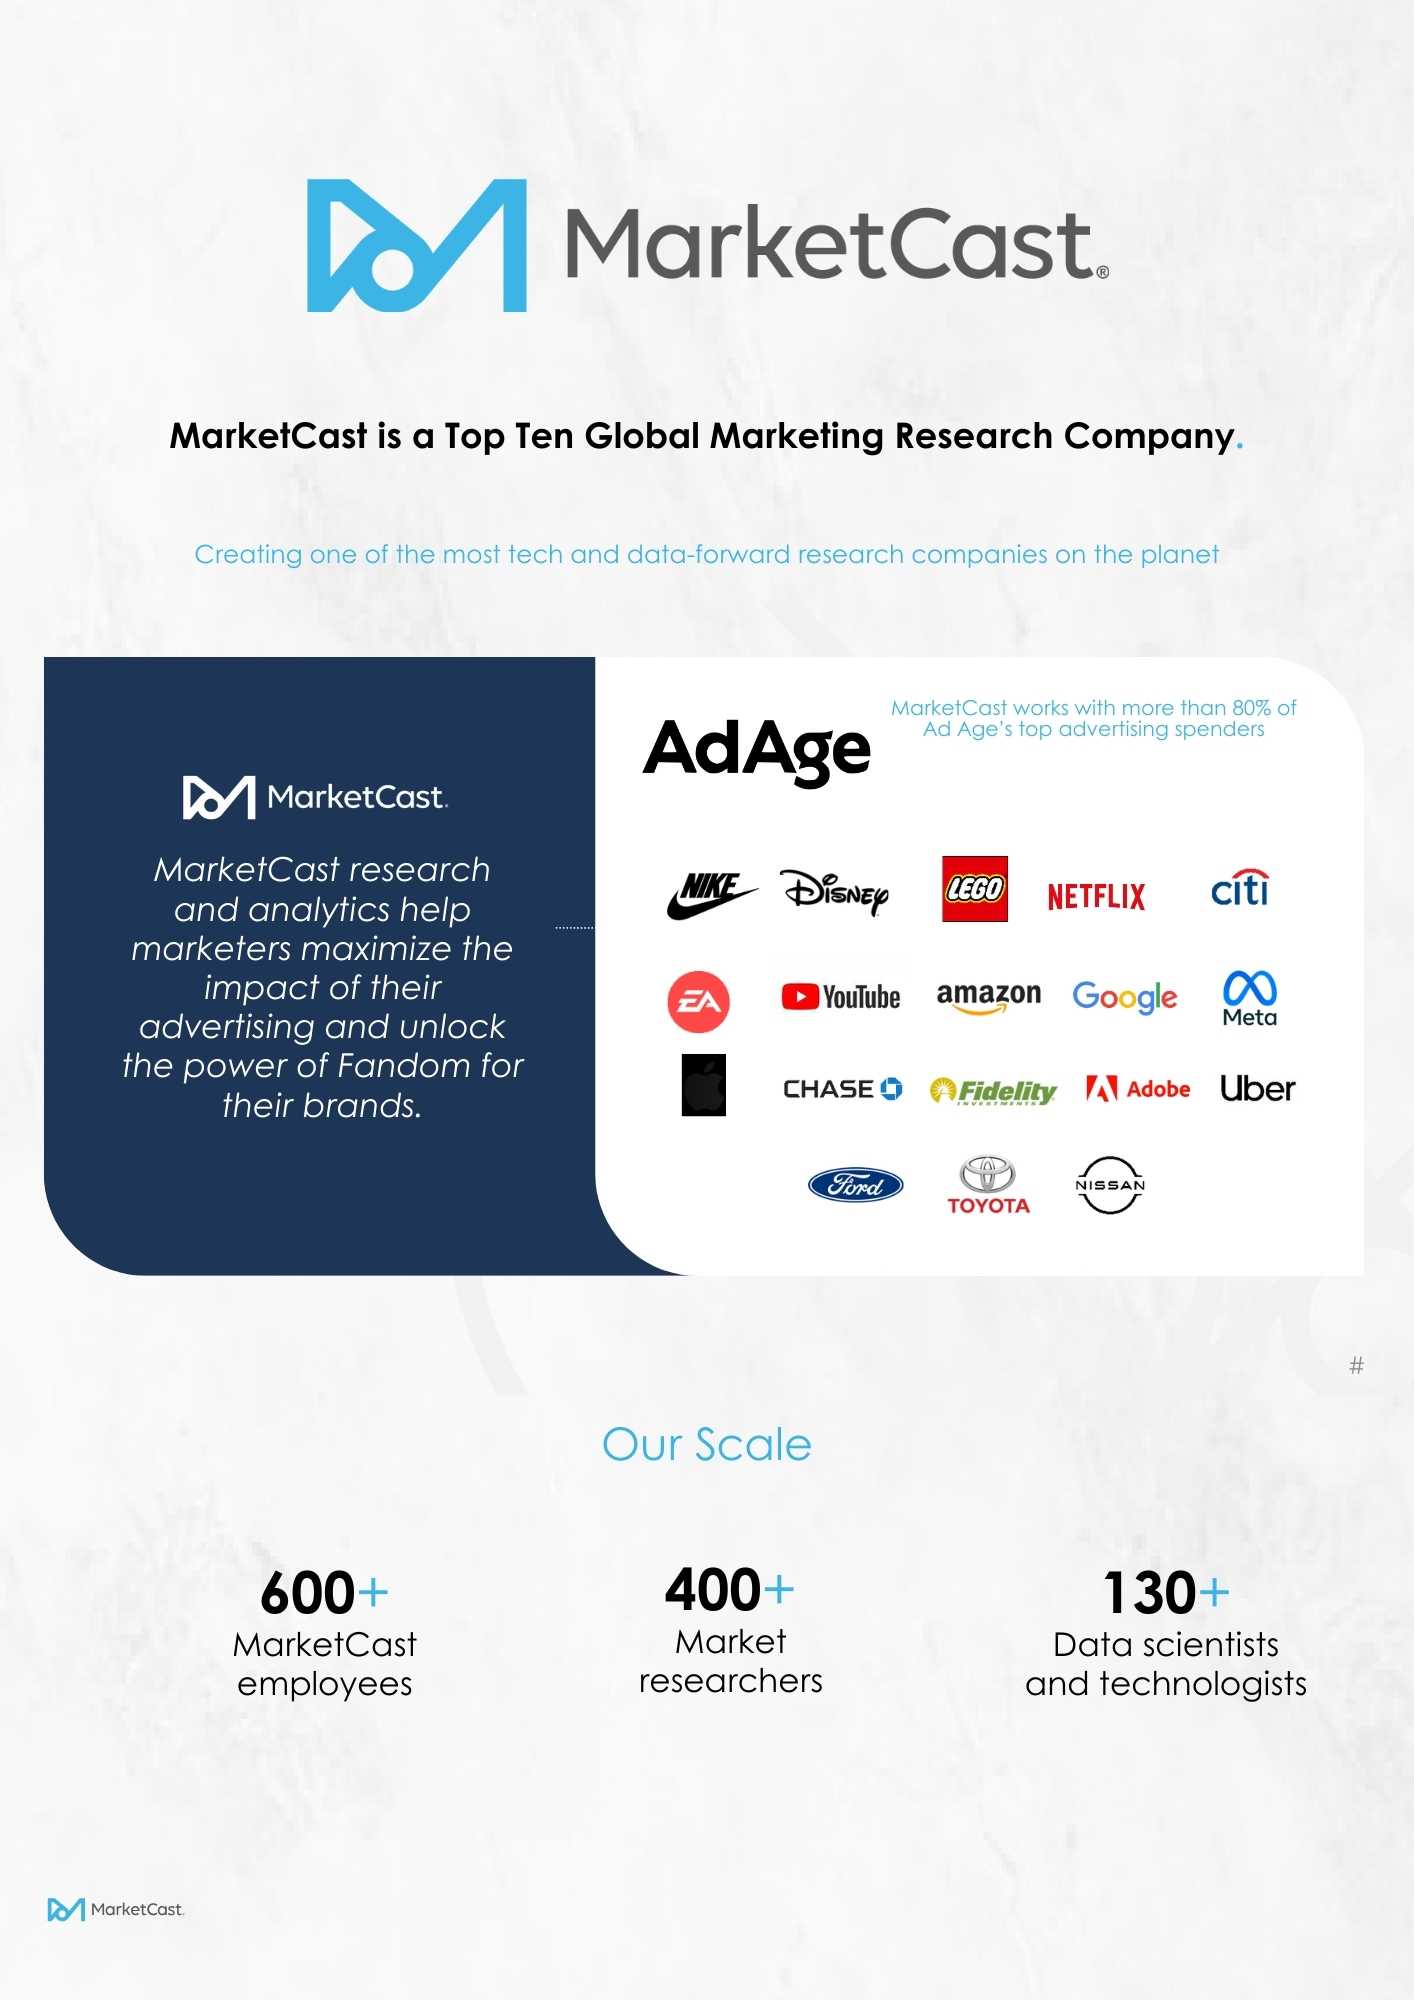 MarketCast®
MarketCast is a Top Ten Global Marketing Research Company.
Creating one of the most tech and data-forward research companies on the planet
MarketCast.
MarketCast research
and analytics help
marketers maximize the
impact of their
advertising and unlock
the power of Fandom for
their brands.
AdAge
MarketCast works with more than 80% of
Ad Age’s top advertising spenders
NIKE DISNEY LEGO NETFLIX citi
EA YouTube amazon Google Meta
CHASE Fidelity INVESTMENTS Adobe Uber
Ford TOYOTA NISSAN
#
Our Scale
600+
MarketCast
employees
400+
Market
researchers
130+
Data scientists
and technologists
MarketCast.